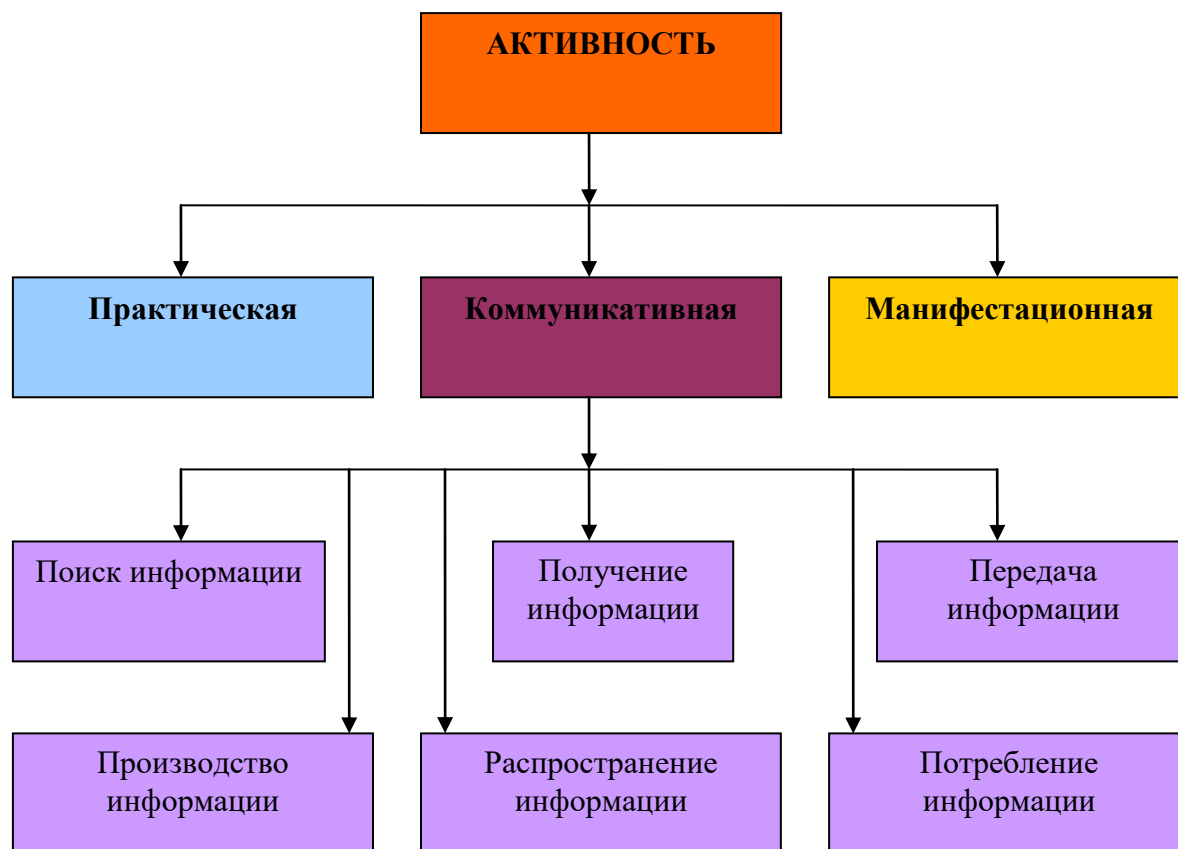 АКТИВНОСТЬ
Практическая
Коммуникативная
Манифестационная
Поиск информации
Получение
информации
Передача
информации
Производство
информации
Распространение
информации
Потребление
информации